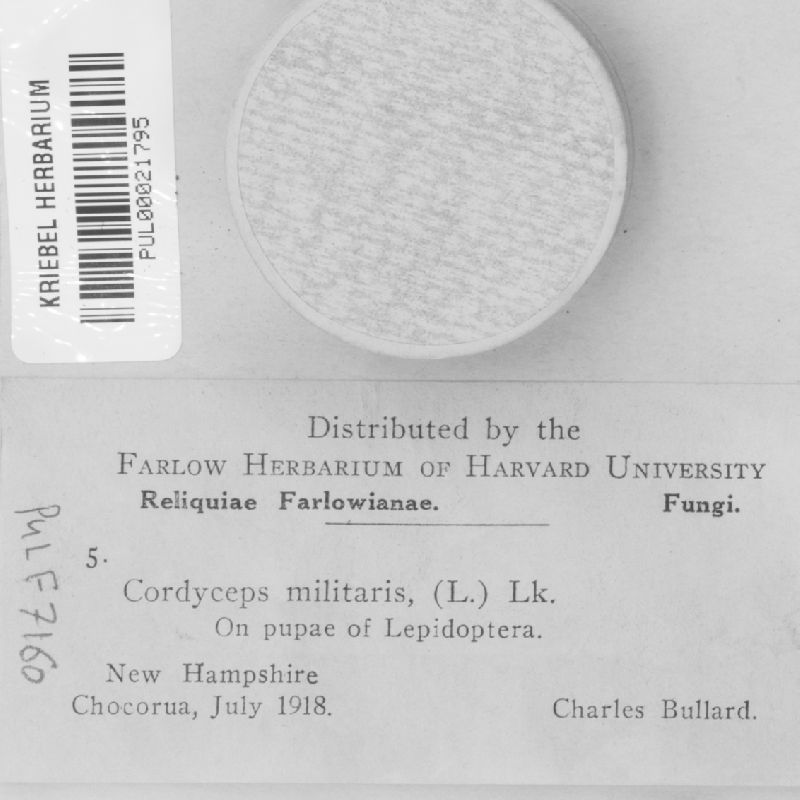 KRIEBEL HERBARIUM
PUL00021795
Distributed by the
FARLOW HERBARIUM OF HARVARD UNIVERSITY
Reliquiae Farlowianae. Fungi.
5.
Cordyceps militaris, (L.) Lk.
On pupae of Lepidoptera.
New Hampshire
Chocorua, July 1918. Charles Bullard.
PUL F7160